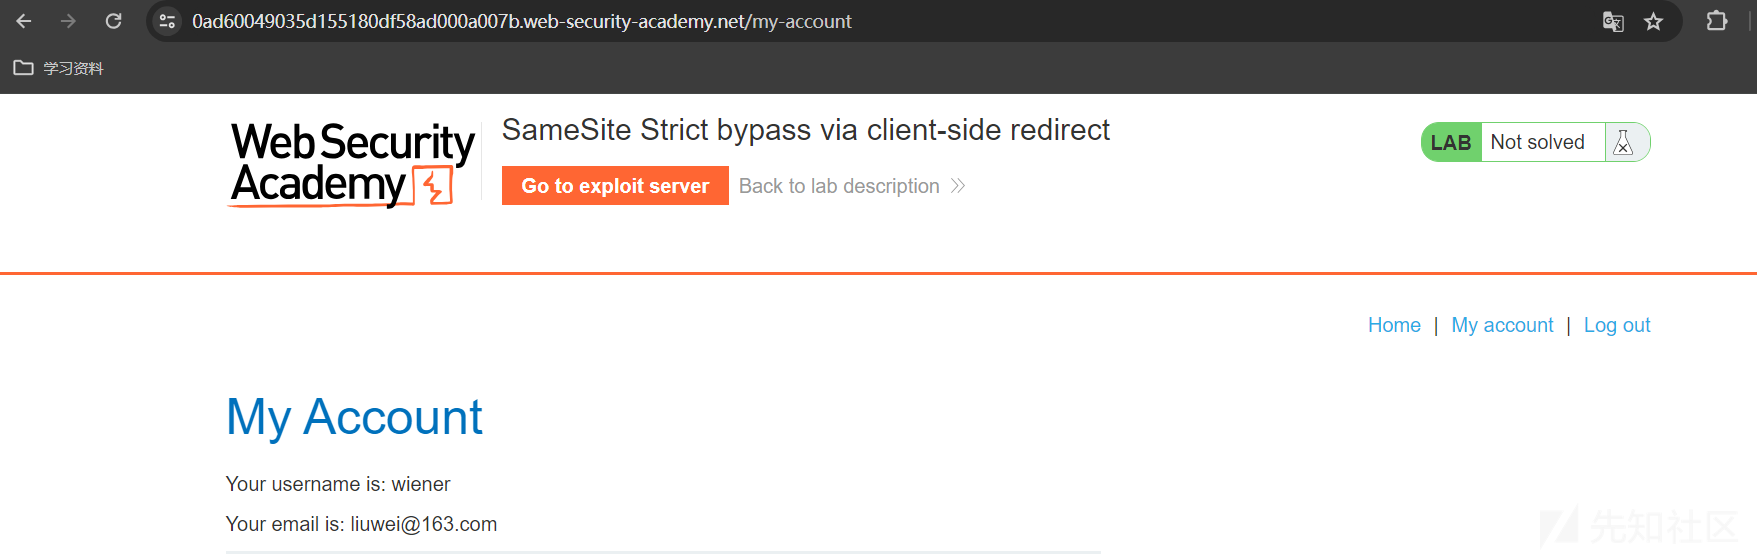 0ad60049035d155180df58ad000a007b.web-security-academy.net/my-account
学习资料
Web Security
Academy
SameSite Strict bypass via client-side redirect
LAB Not solved
Go to exploit server Back to lab description
Home | My account | Log out
My Account
Your username is: wiener
Your email is: liuwei@163.com
先知社区